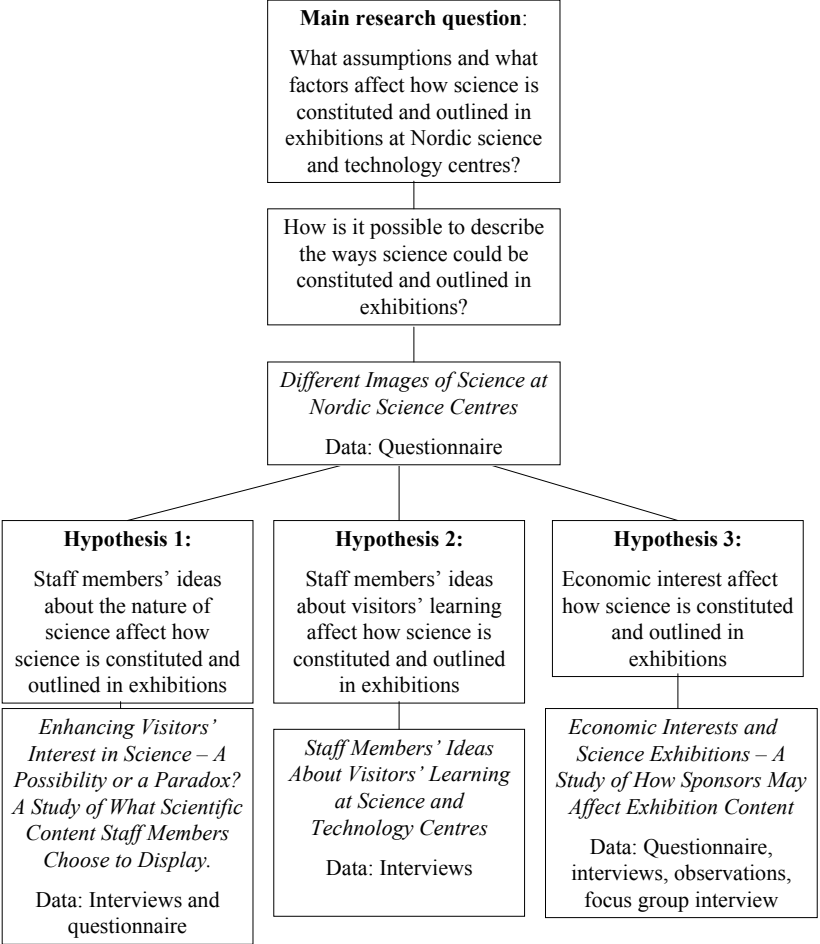 Main research question:
What assumptions and what
factors affect how science is
constituted and outlined in
exhibitions at Nordic science
and technology centres?
How is it possible to describe
the ways science could be
constituted and outlined in
exhibitions?
Different Images of Science at
Nordic Science Centres
Data: Questionnaire
Hypothesis 1:
Staff members’ ideas
about the nature of
science affect how
science is constituted and
outlined in exhibitions
Enhancing Visitors’
Interest in Science – A
Possibility or a Paradox?
A Study of What Scientific
Content Staff Members
Choose to Display.
Data: Interviews and
questionnaire
Hypothesis 2:
Staff members’ ideas
about visitors’ learning
affect how science is
constituted and outlined
in exhibitions
Staff Members’ Ideas
About Visitors’ Learning
at Science and
Technology Centres
Data: Interviews
Hypothesis 3:
Economic interest affect
how science is constituted
and outlined in
exhibitions
Economic Interests and
Science Exhibitions – A
Study of How Sponsors May
Affect Exhibition Content
Data: Questionnaire,
interviews, observations,
focus group interview